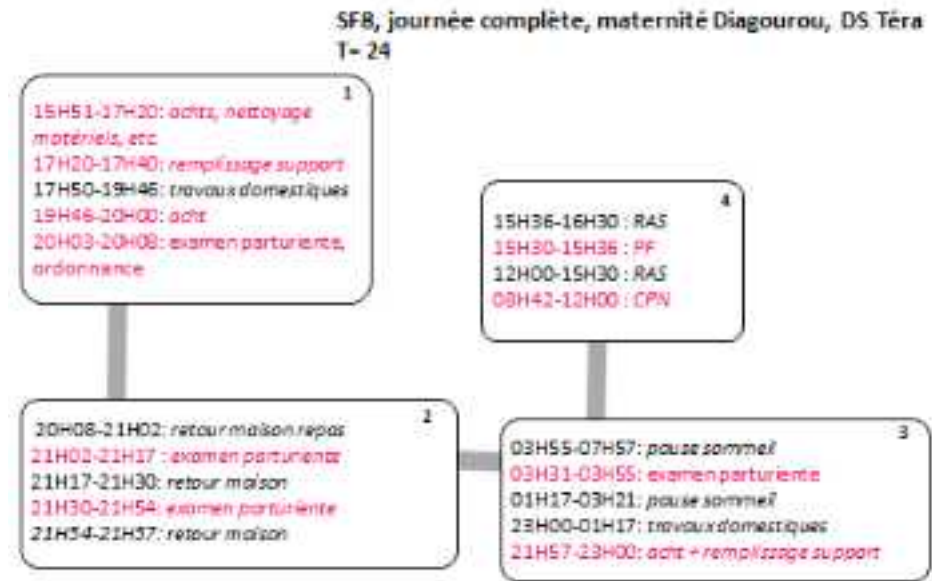 SFB, journée complète, maternité Diagourou, DS Téra
T= 24
1
15H51-17H20: achts, nettoyage
matériels, etc
17H20-17H40: remplissage support
17H50-19H46: travaux domestiques
19H46-20H00: acht
20H03-20H08: examen parturiente,
ordonnance
2
20H08-21H02: retour maison repas
21H02-21H17 : examen parturiente
21H17-21H30: retour maison
21H30-21H54: examen parturiente
21H54-21H57: retour maison
3
03H55-07H57: pause sommeil
03H31-03H55: examen parturiente
01H17-03H21: pause sommeil
23H00-01H17: travaux domestiques
21H57-23H00: acht + remplissage support
4
15H36-16H30 : RAS
15H30-15H36 : PF
12H00-15H30 : RAS
08H42-12H00 : CPN